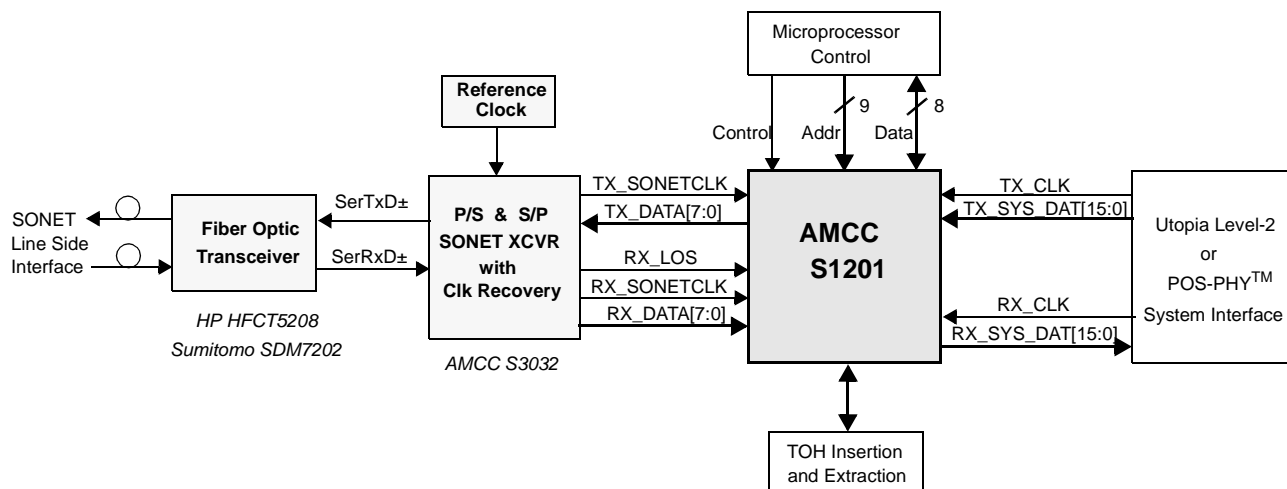 Microprocessor
Control
Reference
Clock
9
8
Control
Addr
Data
SONET
Line Side
Interface
Fiber Optic
Transceiver
SerTxD±
SerRxD±
HP HFCT5208
Sumitomo SDM7202
P/S & S/P
SONET XCVR
with
Clk Recovery
AMCC S3032
TX_SONETCLK
TX_DATA[7:0]
RX_LOS
RX_SONETCLK
RX_DATA[7:0]
AMCC
S1201
TX_CLK
TX_SYS_DAT[15:0]
RX_CLK
RX_SYS_DAT[15:0]
Utopia Level-2
or
POS-PHY™
System Interface
TOH Insertion
and Extraction